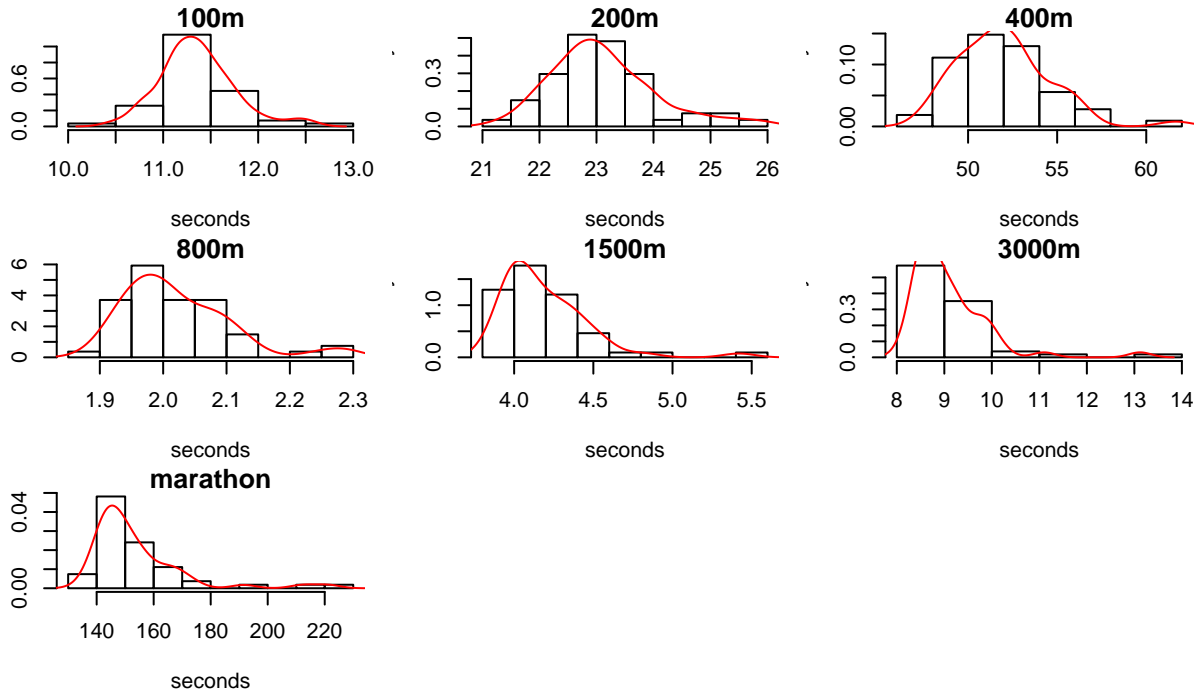 100m
0.0 0.6
10.0 11.0 12.0 13.0
seconds
200m
0.0 0.3
21 22 23 24 25 26
seconds
400m
0.00 0.10
50 55 60
seconds
800m
0 2 4 6
1.9 2.0 2.1 2.2 2.3
seconds
1500m
0.0 1.0
4.0 4.5 5.0 5.5
seconds
3000m
0.0 0.3
8 9 10 11 12 13 14
seconds
marathon
0.00 0.04
140 160 180 200 220
seconds